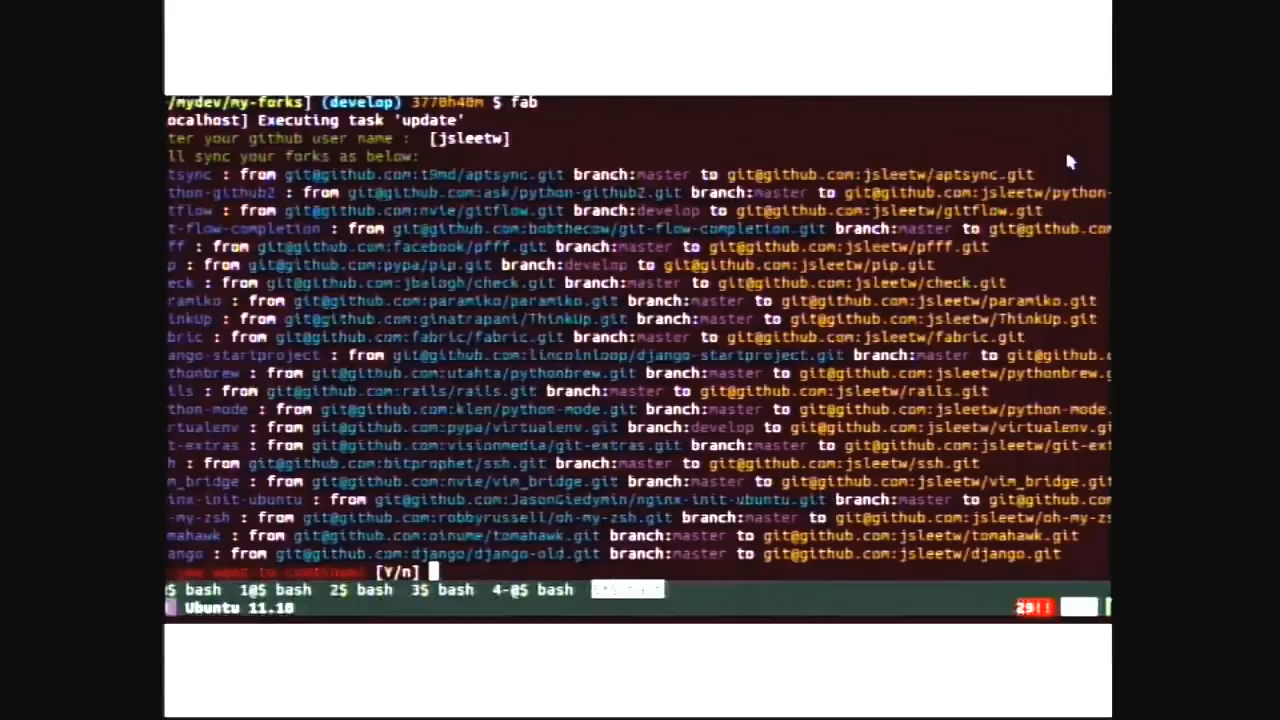 /mydev/my-forks] (develop) 3770h40m $ fab
ocalhost] Executing task 'update'
ter your github user name : [jsleetw]
ll sync your forks as below:
tsync : from git@github.com:t9md/aptsync.git branch:master to git@github.com:jsleetw/aptsync.git
thon-github2 : from git@github.com:ask/python-github2.git branch:master to git@github.com:jsleetw/python-
tflow : from git@github.com:nvie/gitflow.git branch:develop to git@github.com:jsleetw/gitflow.git
t-flow-completion : from git@github.com:bobthecow/git-flow-completion.git branch:master to git@github.co
ff : from git@github.com:facebook/pfff.git branch:master to git@github.com:jsleetw/pfff.git
p : from git@github.com:pypa/pip.git branch:develop to git@github.com:jsleetw/pip.git
eck : from git@github.com:jbalogh/check.git branch:master to git@github.com:jsleetw/check.git
ramiko : from git@github.com:paramiko/paramiko.git branch:master to git@github.com:jsleetw/paramiko.git
inkUp : from git@github.com:ginatrapani/ThinkUp.git branch:master to git@github.com:jsleetw/ThinkUp.git
bric : from git@github.com:fabric/fabric.git branch:master to git@github.com:jsleetw/fabric.git
ango-startproject : from git@github.com:lincolnloop/django-startproject.git branch:master to git@github.c
thonbrew : from git@github.com:utahta/pythonbrew.git branch:master to git@github.com:jsleetw/pythonbrew.g
ils : from git@github.com:rails/rails.git branch:master to git@github.com:jsleetw/rails.git
thon-mode : from git@github.com:klen/python-mode.git branch:master to git@github.com:jsleetw/python-mode.
rtualenv : from git@github.com:pypa/virtualenv.git branch:develop to git@github.com:jsleetw/virtualenv.gi
t-extras : from git@github.com:visionmedia/git-extras.git branch:master to git@github.com:jsleetw/git-ext
h : from git@github.com:bitprophet/ssh.git branch:master to git@github.com:jsleetw/ssh.git
m_bridge : from git@github.com:nvie/vim_bridge.git branch:master to git@github.com:jsleetw/vim_bridge.git
inx-init-ubuntu : from git@github.com:JasonGiedymin/nginx-init-ubuntu.git branch:master to git@github.co
-my-zsh : from git@github.com:robbyrussell/oh-my-zsh.git branch:master to git@github.com:jsleetw/oh-my-zs
mahawk : from git@github.com:oinume/tomahawk.git branch:master to git@github.com:jsleetw/tomahawk.git
ango : from git@github.com:django/django-old.git branch:master to git@github.com:jsleetw/django.git
you want to continue? [Y/n]
$ bash 1@$ bash 2$ bash 3$ bash 4-@$ bash
Ubuntu 11.10 29!!